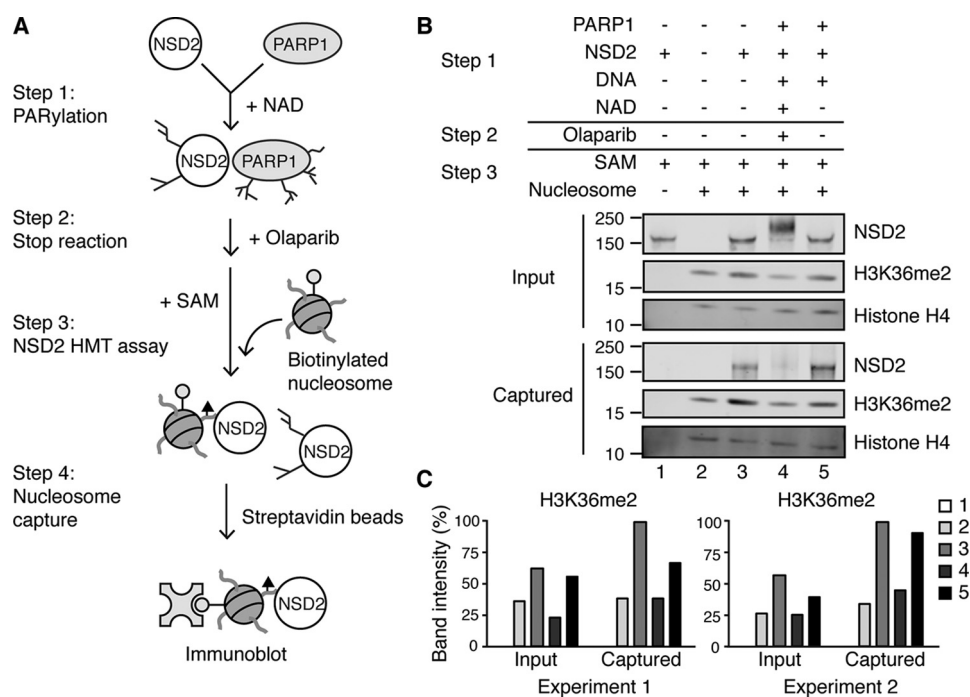 A
NSD2
PARP1
Step 1:
PARylation
+ NAD
NSD2
PARP1
Step 2:
Stop reaction
+ Olaparib
+ SAM
Step 3:
NSD2 HMT assay
Biotinylated
nucleosome
NSD2
NSD2
Step 4:
Nucleosome
capture
Streptavidin beads
NSD2
Immunoblot
B
PARP1 - - - + +
Step 1 NSD2 + - + + +
DNA - - - + +
NAD - - - + -
Step 2 Olaparib - - - + -
Step 3 SAM + + + + +
Nucleosome - + + + +
Input
250
150
NSD2
15
H3K36me2
10
Histone H4
Captured
250
150
NSD2
15
H3K36me2
10
Histone H4
1 2 3 4 5
C
H3K36me2
Band intensity (%)
100
75
50
25
0
Input Captured
Experiment 1
H3K36me2
100
75
50
25
0
Input Captured
Experiment 2
1
2
3
4
5